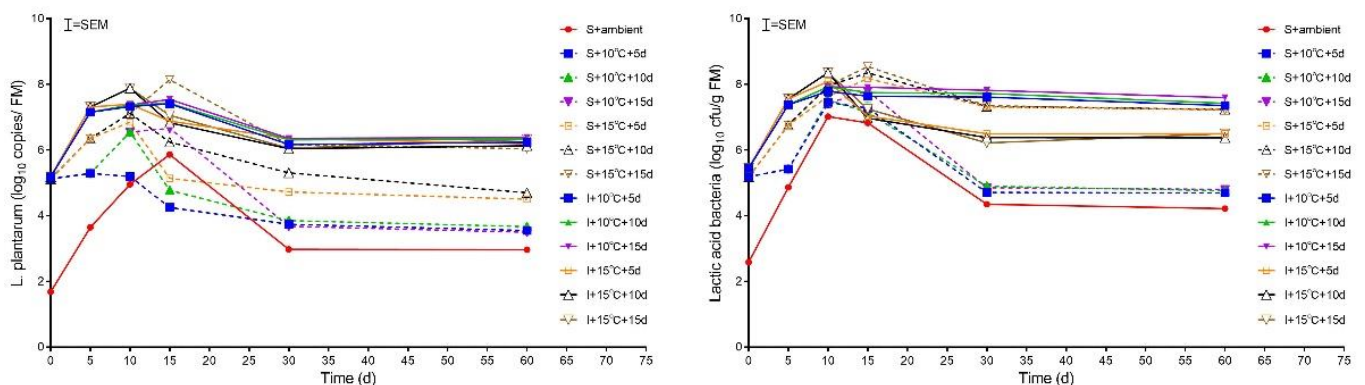 I=SEM
10
8
6
4
2
0
0 5 10 15 20 25 30 35 40 45 50 55 60 65 70 75
Time (d)
L. plantarum (log10 copies/ FM)
S+ambient
S+10°C+5d
S+10°C+10d
S+10°C+15d
S+15°C+5d
S+15°C+10d
S+15°C+15d
I+10°C+5d
I+10°C+10d
I+10°C+15d
I+15°C+5d
I+15°C+10d
I+15°C+15d
I=SEM
10
8
6
4
2
0
0 5 10 15 20 25 30 35 40 45 50 55 60 65 70 75
Time (d)
Lactic acid bacteria (log10 cfu/g FM)
S+ambient
S+10°C+5d
S+10°C+10d
S+10°C+15d
S+15°C+5d
S+15°C+10d
S+15°C+15d
I+10°C+5d
I+10°C+10d
I+10°C+15d
I+15°C+5d
I+15°C+10d
I+15°C+15d